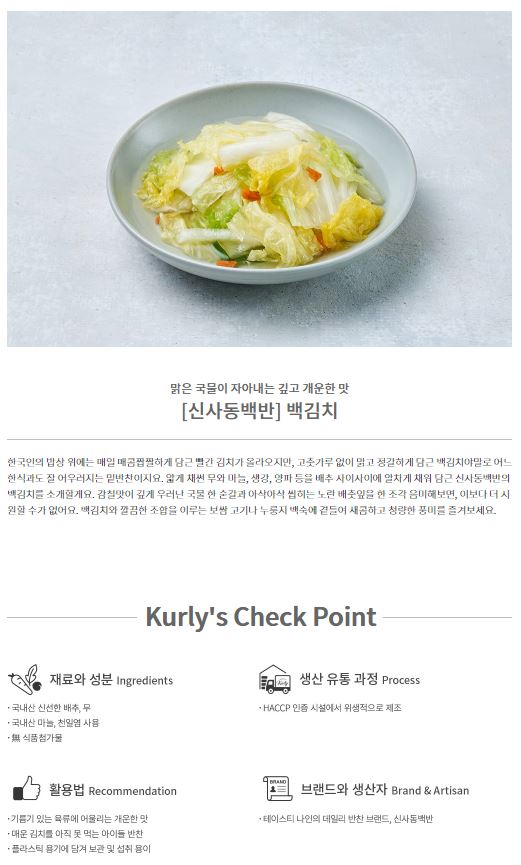 맑은 국물이 자아내는 깊고 개운한 맛
[신사동백반] 백김치
한국인의 밥상 위에는 매일 매콤짭짤하게 담근 빨간 김치가 올라오지만, 고춧가루 없이 맑고 정갈하게 담근 백김치야말로 어느
한식과도 잘 어우러지는 밑반찬이지요. 얇게 채썬 무와 마늘, 생강, 양파 등을 배추 사이사이에 알차게 채워 담근 신사동백반의
백김치를 소개할게요. 감칠맛이 깊게 우러난 국물 한 숟갈과 아삭아삭 씹히는 노란 배춧잎을 한 조각 음미해보면, 이보다 더 시
원할 수가 없어요. 백김치와 깔끔한 조합을 이루는 보쌈 고기나 누룽지 백숙에 곁들어 새콤하고 청량한 풍미를 즐겨보세요.
Kurly's Check Point
재료와 성분 Ingredients
· 국내산 신선한 배추, 무
· 국내산 마늘, 천일염 사용
· 無 식품첨가물
생산 유통 과정 Process
· HACCP 인증 시설에서 위생적으로 제조
활용법 Recommendation
· 기름기 있는 육류에 어울리는 개운한 맛
· 매운 김치를 아직 못 먹는 아이들 반찬
· 플라스틱 용기에 담겨 보관 및 섭취 용이
BRAND
브랜드와 생산자 Brand & Artisan
· 테이스티 나인의 데일리 반찬 브랜드, 신사동백반